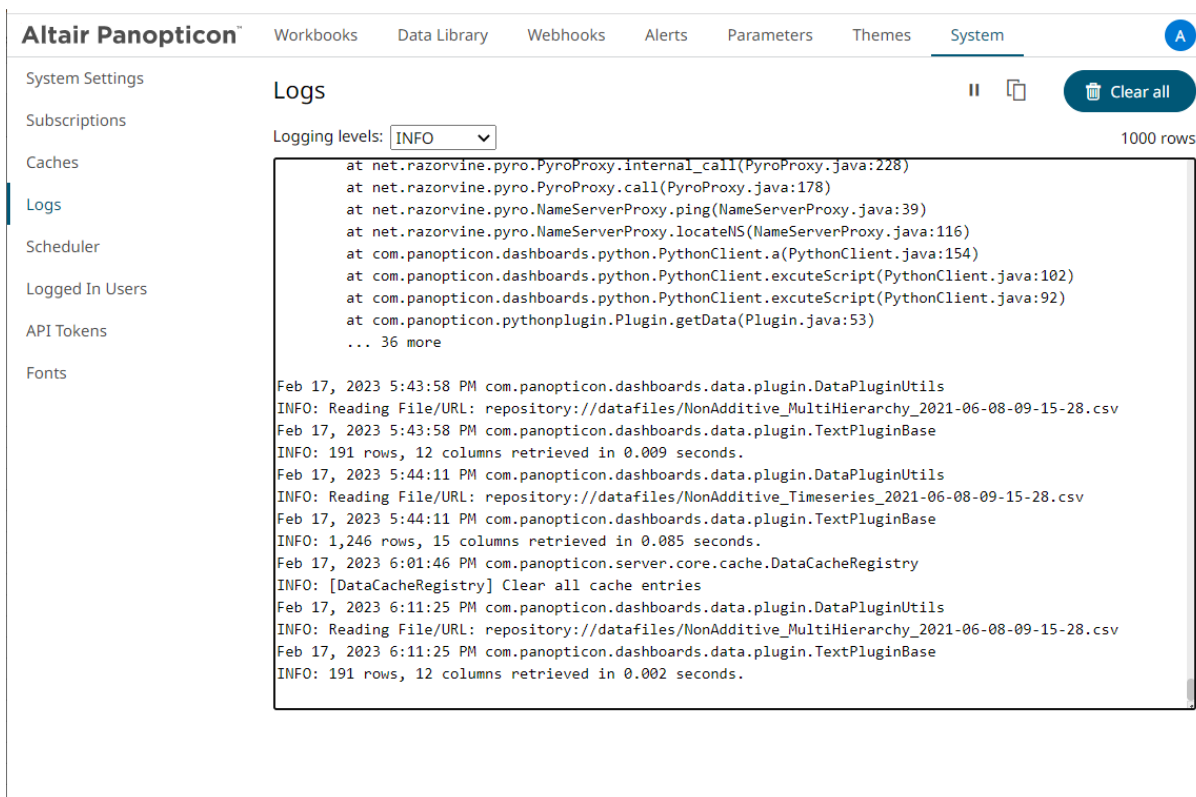 Altair Panopticon™ Workbooks Data Library Webhooks Alerts Parameters Themes System A
System Settings
Subscriptions
Caches
Logs
Scheduler
Logged In Users
API Tokens
Fonts
Logs
Clear all
Logging levels: INFO
1000 rows
at net.razorvine.pyro.PyroProxy.internal_call(PyroProxy.java:228)
at net.razorvine.pyro.PyroProxy.call(PyroProxy.java:178)
at net.razorvine.pyro.NameServerProxy.ping(NameServerProxy.java:39)
at net.razorvine.pyro.NameServerProxy.locateNS(NameServerProxy.java:116)
at com.panopticon.dashboards.python.PythonClient.a(PythonClient.java:154)
at com.panopticon.dashboards.python.PythonClient.excuteScript(PythonClient.java:102)
at com.panopticon.dashboards.python.PythonClient.excuteScript(PythonClient.java:92)
at com.panopticon.pythonplugin.Plugin.getData(Plugin.java:53)
... 36 more
Feb 17, 2023 5:43:58 PM com.panopticon.dashboards.data.plugin.DataPluginUtils
INFO: Reading File/URL: repository://datafiles/NonAdditive_MultiHierarchy_2021-06-08-09-15-28.csv
Feb 17, 2023 5:43:58 PM com.panopticon.dashboards.data.plugin.TextPluginBase
INFO: 191 rows, 12 columns retrieved in 0.009 seconds.
Feb 17, 2023 5:44:11 PM com.panopticon.dashboards.data.plugin.DataPluginUtils
INFO: Reading File/URL: repository://datafiles/NonAdditive_Timeseries_2021-06-08-09-15-28.csv
Feb 17, 2023 5:44:11 PM com.panopticon.dashboards.data.plugin.TextPluginBase
INFO: 1,246 rows, 15 columns retrieved in 0.085 seconds.
Feb 17, 2023 6:01:46 PM com.panopticon.server.core.cache.DataCacheRegistry
INFO: [DataCacheRegistry] Clear all cache entries
Feb 17, 2023 6:11:25 PM com.panopticon.dashboards.data.plugin.DataPluginUtils
INFO: Reading File/URL: repository://datafiles/NonAdditive_MultiHierarchy_2021-06-08-09-15-28.csv
Feb 17, 2023 6:11:25 PM com.panopticon.dashboards.data.plugin.TextPluginBase
INFO: 191 rows, 12 columns retrieved in 0.002 seconds.